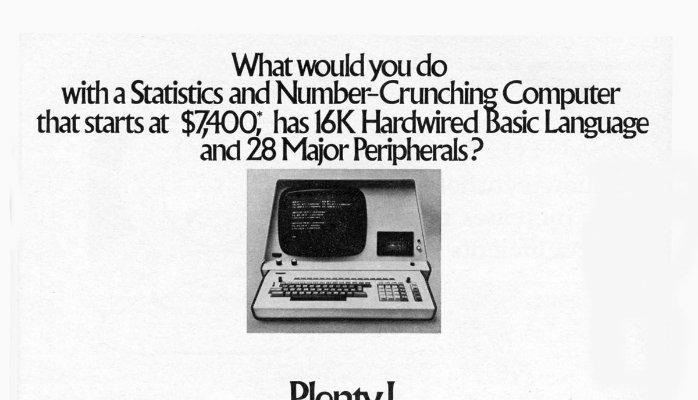 What would you do
with a Statistics and Number-Crunching Computer
that starts at $7,400,* has 16K Hardwired Basic Language
and 28 Major Peripherals?
Plenty!